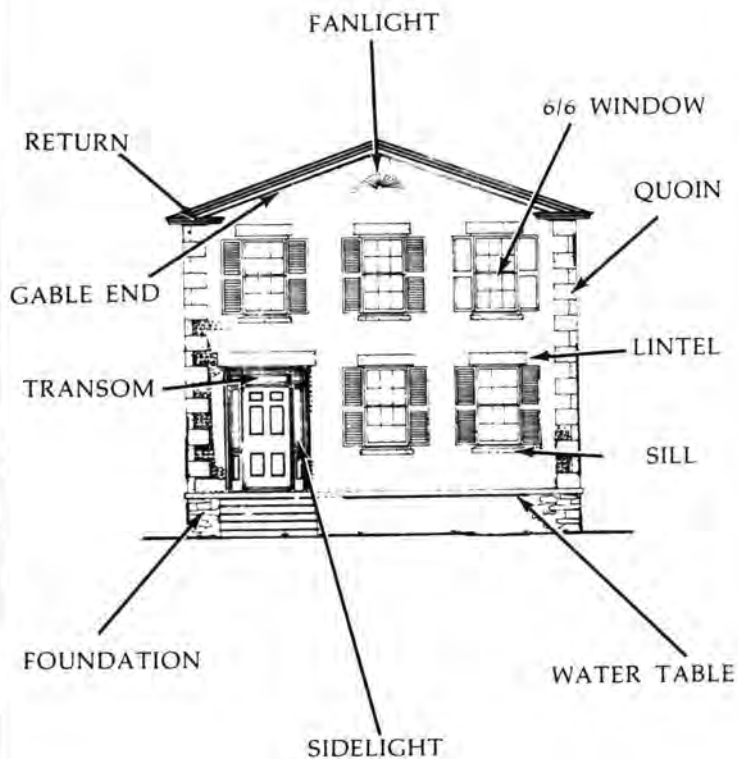 FANLIGHT
6/6 WINDOW
RETURN
QUOIN
GABLE END
LINTEL
TRANSOM
SILL
FOUNDATION
WATER TABLE
SIDELIGHT